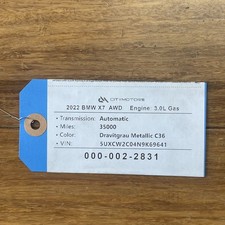 OTIMOTORS
2022 BMW X7 AWD Engine: 3.0L Gas
• Transmission: Automatic
• Miles: 35000
• Color: Dravitgrau Metallic C36
• VIN: 5UXCW2C04N9K69641
000-002-2831